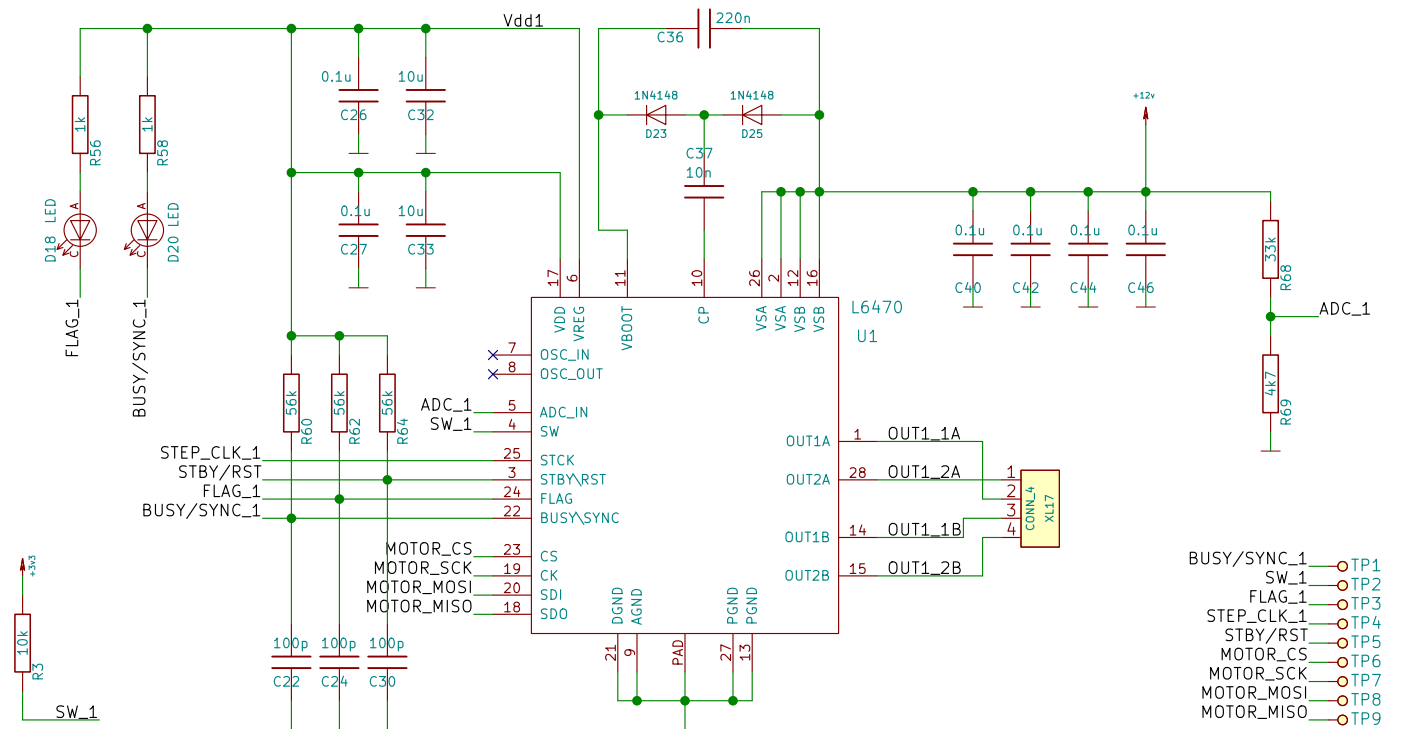 Vdd1
220n
C36
0.1u
10u
C26
C32
1k
R56
1k
R58
1N4148
1N4148
D23
D25
C37
10n
+12v
A
C
D18 LED
A
C
D20 LED
0.1u
10u
C27
C33
FLAG_1
BUSY/SYNC_1
0.1u
0.1u
0.1u
0.1u
C40
C42
C44
C46
33k
R68
ADC_1
4k7
R69
17
6
11
10
26
2
12
16
VDD
VREG
VBOOT
CP
VSA
VSA
VSB
VSB
L6470
U1
56k
R60
56k
R62
56k
R64
7 OSC_IN
8 OSC_OUT
ADC_1 5 ADC_IN
SW_1 4 SW
STEP_CLK_1 25 STCK
STBY/RST 3 STBY\RST
FLAG_1 24 FLAG
BUSY/SYNC_1 22 BUSY\SYNC
MOTOR_CS 23 CS
MOTOR_SCK 19 CK
MOTOR_MOSI 20 SDI
MOTOR_MISO 18 SDO
OUT1A 1 OUT1_1A
OUT2A 28 OUT1_2A
OUT1B 14 OUT1_1B
OUT2B 15 OUT1_2B
1
2
3
4
CONN_4
XL17
DGND
AGND
PGND
PGND
21
9
PAD
27
13
100p
100p
100p
C22
C24
C30
+3v3
10k
R3
SW_1
BUSY/SYNC_1 TP1
SW_1 TP2
FLAG_1 TP3
STEP_CLK_1 TP4
STBY/RST TP5
MOTOR_CS TP6
MOTOR_SCK TP7
MOTOR_MOSI TP8
MOTOR_MISO TP9